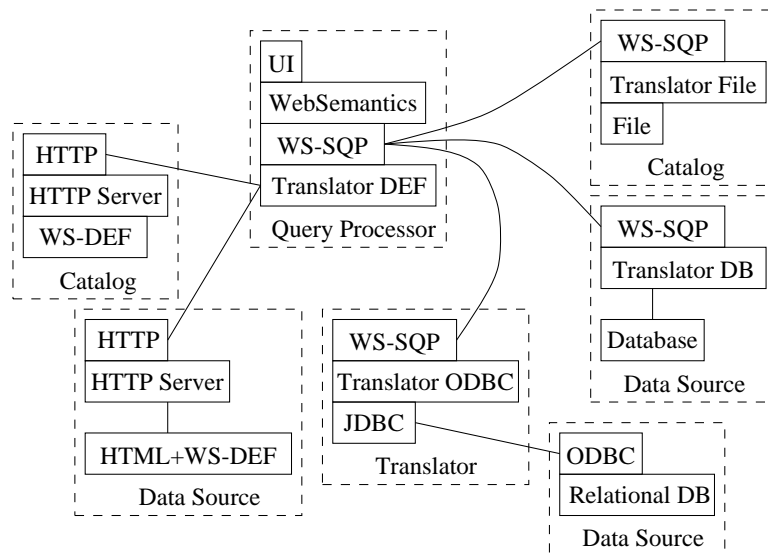 UI
WebSemantics
WS-SQP
Translator DEF
Query Processor
WS-SQP
Translator File
File
Catalog
HTTP
HTTP Server
WS-DEF
Catalog
WS-SQP
Translator DB
Database
Data Source
HTTP
HTTP Server
HTML+WS-DEF
Data Source
WS-SQP
Translator ODBC
JDBC
Translator
ODBC
Relational DB
Data Source